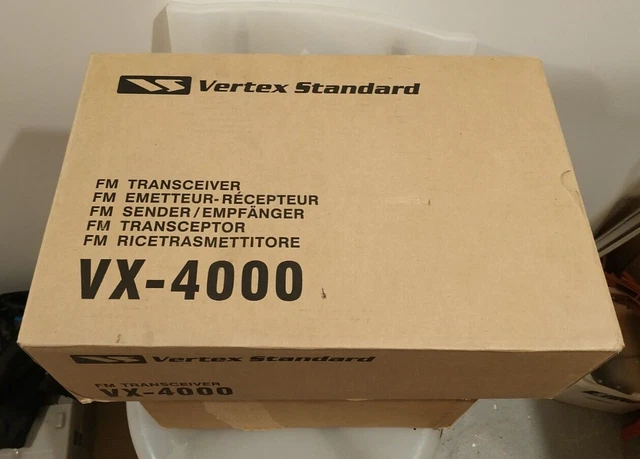 Vertex Standard
FM TRANSCEIVER
FM EMETTEUR-RÉCEPTEUR
FM SENDER/EMPFÄNGER
FM TRANSCEPTOR
FM RICETRASMETTITORE
VX-4000
Vertex Standard
FM TRANSCEIVER
VX-4000